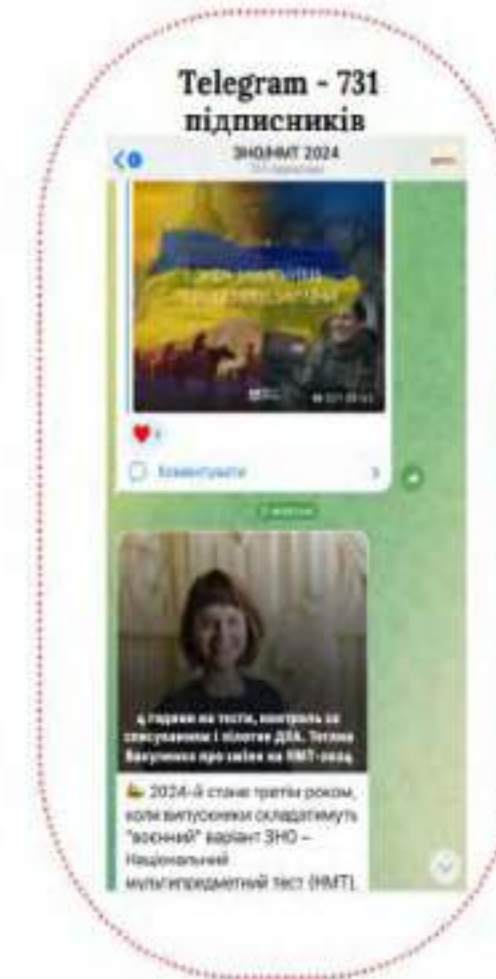 Telegram - 731
підписників
ЗНО/НМТ 2024
Коментувати
4 години на тести, контроль за
списуванням і пілотне ДПА. Тетяна
Вакуленко про зміни на НМТ-2024
2024-й стане третім роком,
коли випускники складатимуть
"воєнний" варіант ЗНО –
Національний
мультипредметний тест (НМТ).